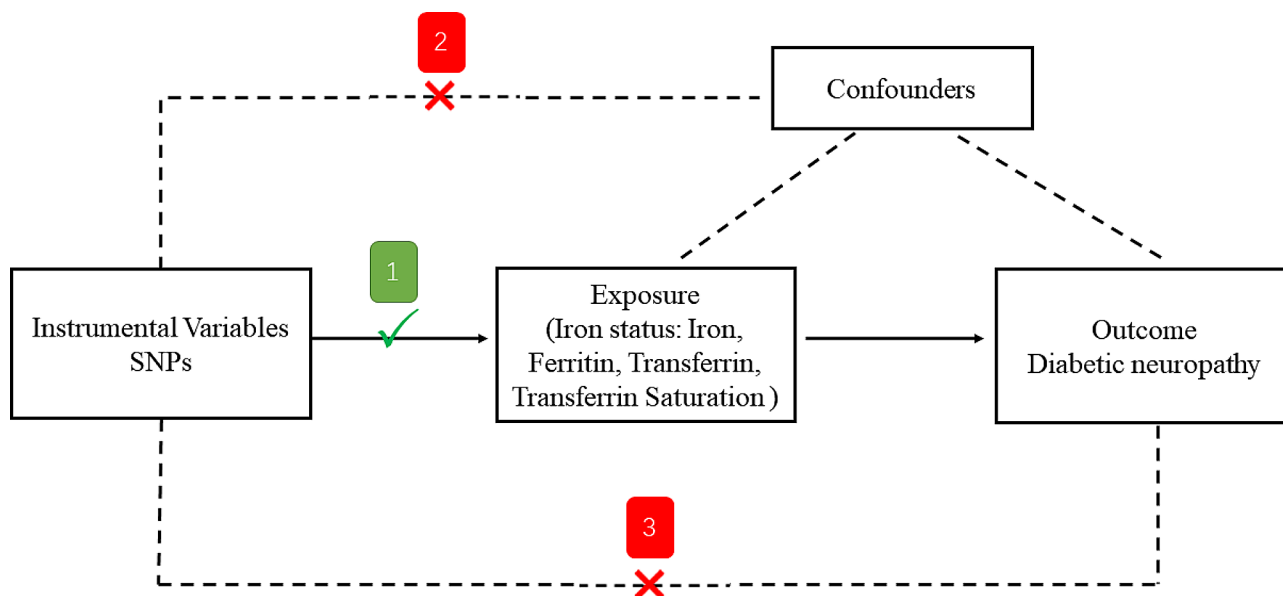 2
Confounders
1
Instrumental Variables
SNPs
Exposure
(Iron status: Iron,
Ferritin, Transferrin,
Transferrin Saturation )
Outcome
Diabetic neuropathy
3